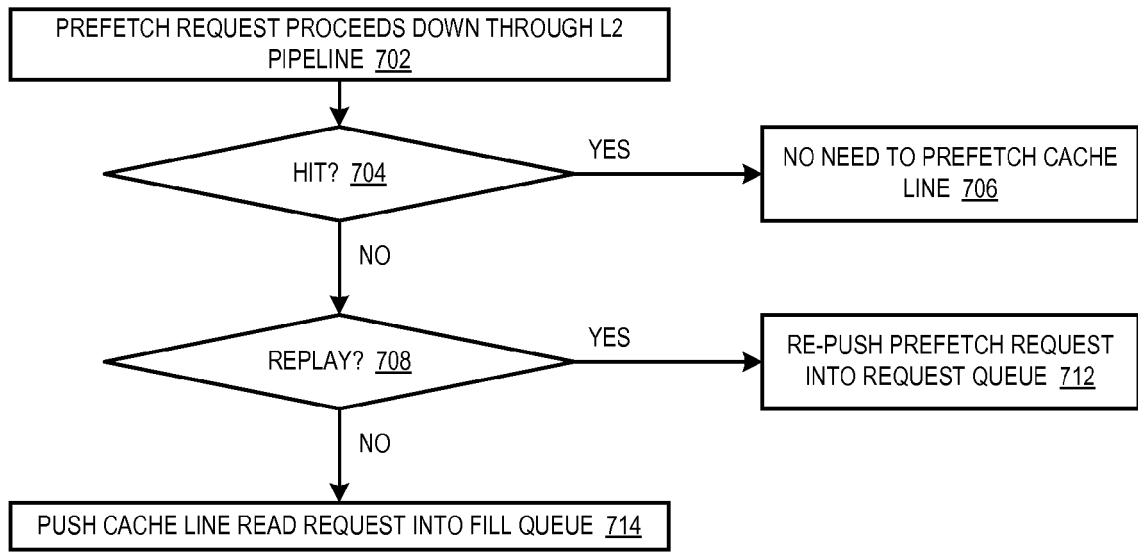 PREFETCH REQUEST PROCEEDS DOWN THROUGH L2
PIPELINE 702
HIT? 704
YES
NO NEED TO PREFETCH CACHE
LINE 706
NO
REPLAY? 708
YES
RE-PUSH PREFETCH REQUEST
INTO REQUEST QUEUE 712
NO
PUSH CACHE LINE READ REQUEST INTO FILL QUEUE 714